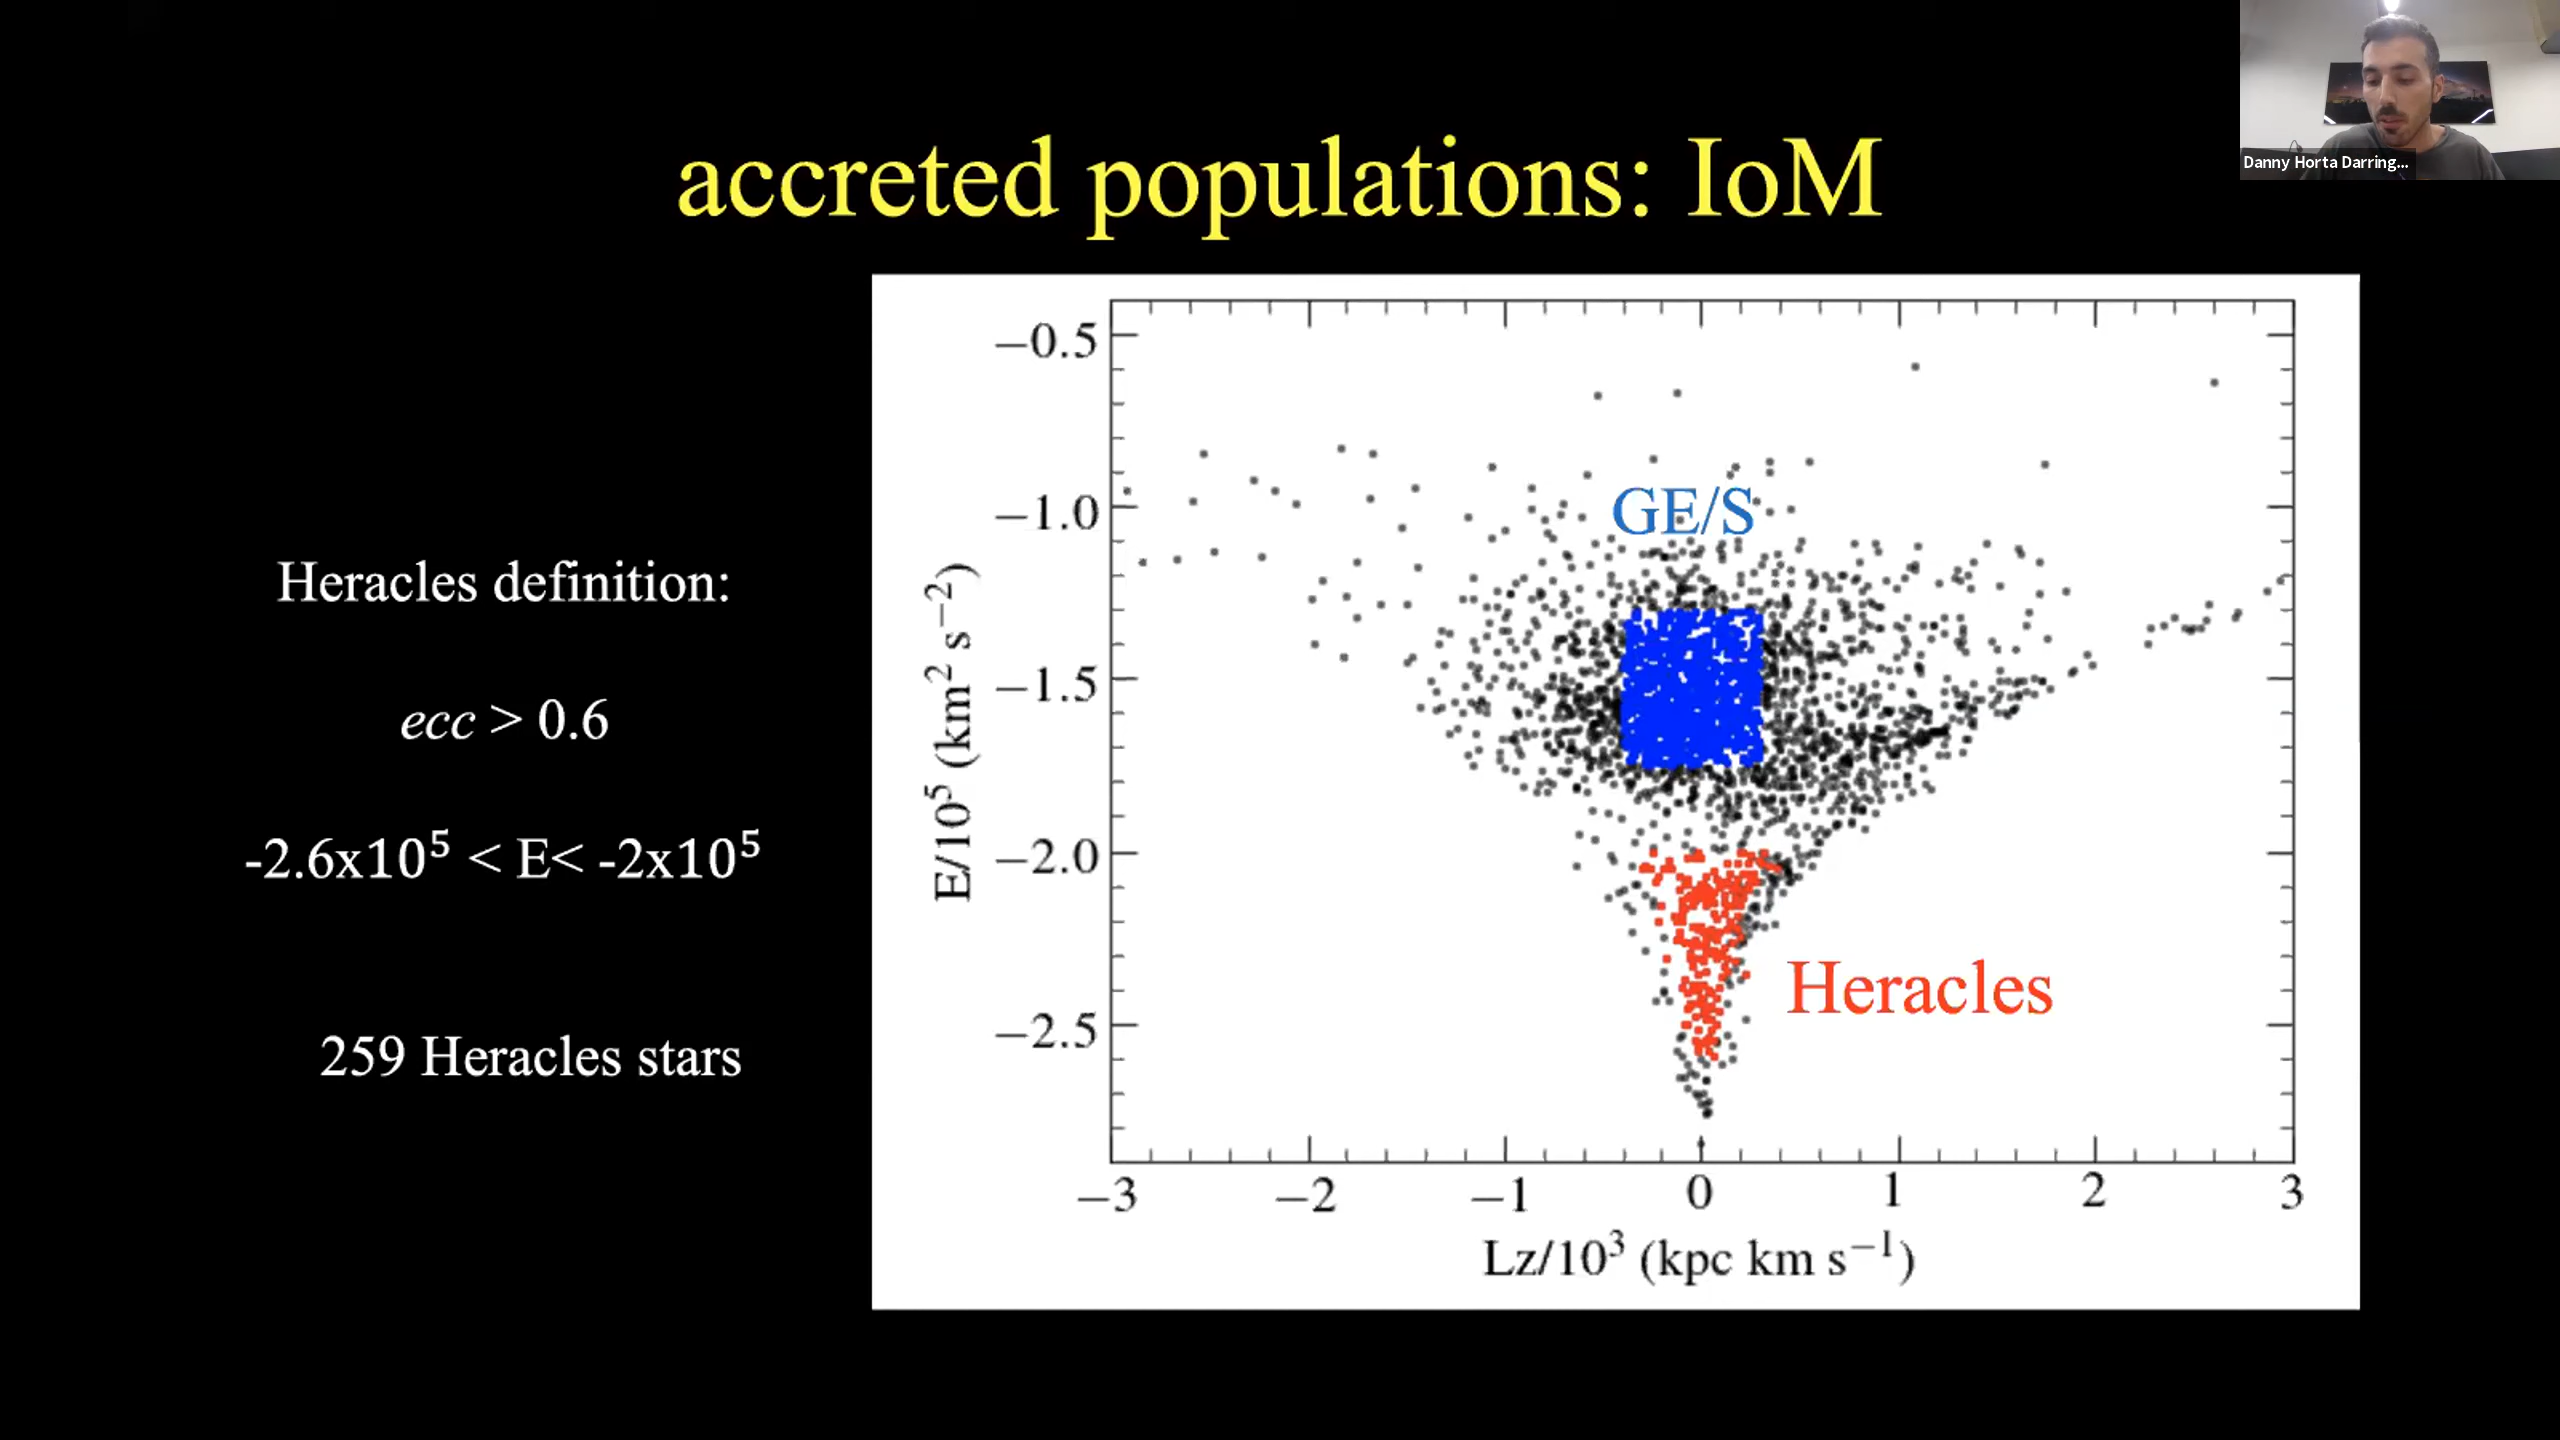 accreted populations: IoM
Danny Horta Darring...
Heracles definition:
ecc > 0.6
-2.6x10⁵ < E< -2x10⁵
259 Heracles stars
E/10⁵ (km² s⁻²)
−0.5
−1.0
−1.5
−2.0
−2.5
GE/S
Heracles
−3 −2 −1 0 1 2 3
Lz/10³ (kpc km s⁻¹)